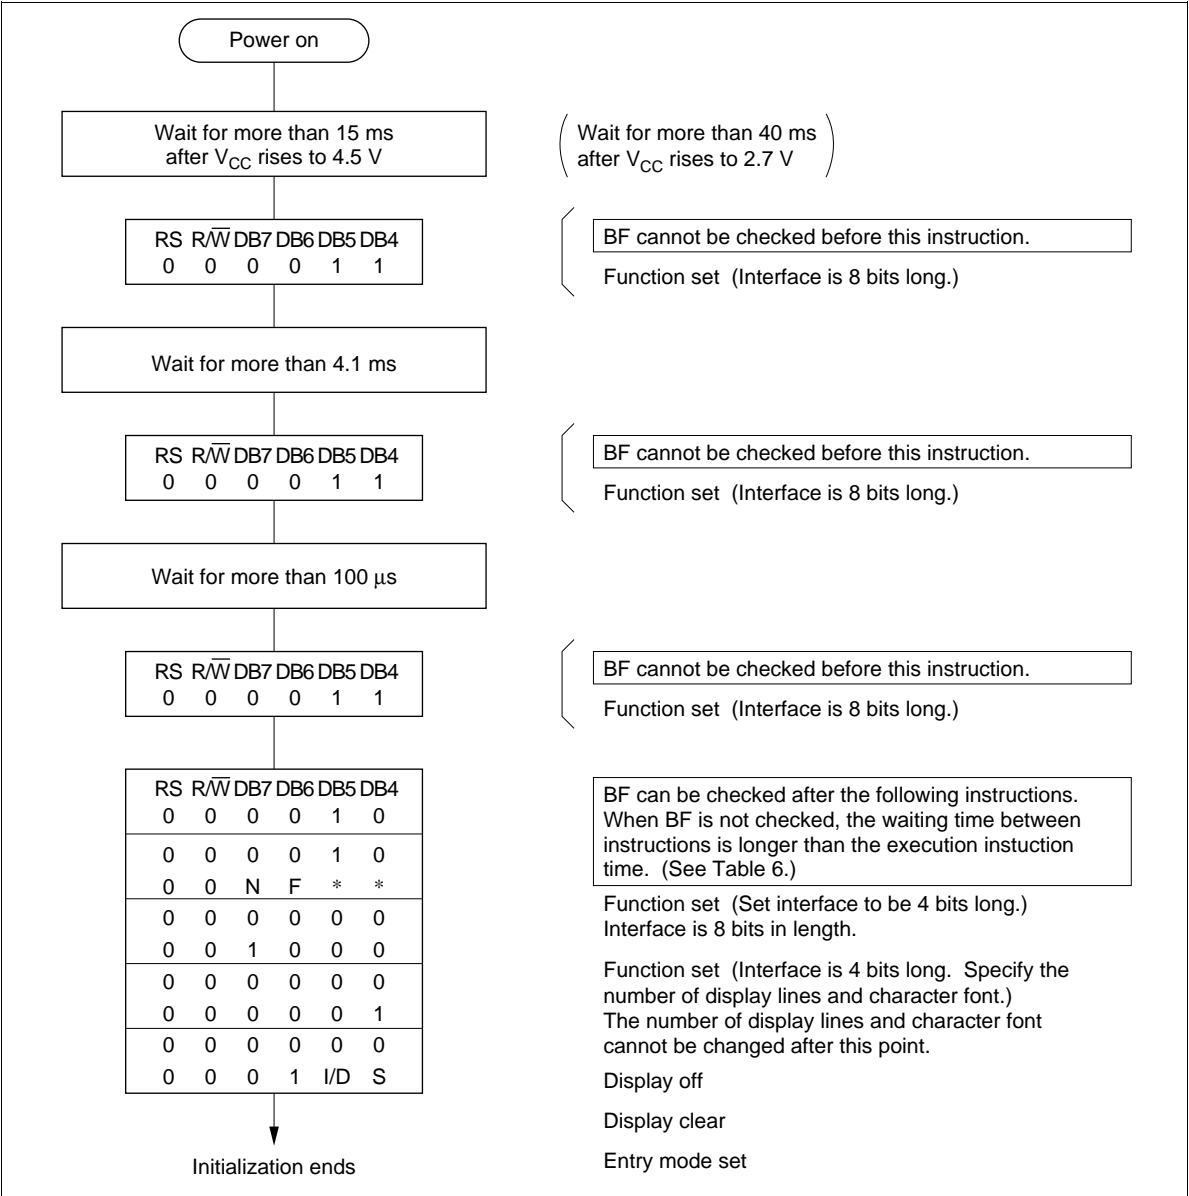 Power on
Wait for more than 15 ms
after VCC rises to 4.5 V
Wait for more than 40 ms
after VCC rises to 2.7 V
RS R/W̅ DB7 DB6 DB5 DB4
0 0 0 0 1 1
BF cannot be checked before this instruction.
Function set (Interface is 8 bits long.)
Wait for more than 4.1 ms
RS R/W̅ DB7 DB6 DB5 DB4
0 0 0 0 1 1
BF cannot be checked before this instruction.
Function set (Interface is 8 bits long.)
Wait for more than 100 μs
RS R/W̅ DB7 DB6 DB5 DB4
0 0 0 0 1 1
BF cannot be checked before this instruction.
Function set (Interface is 8 bits long.)
RS R/W̅ DB7 DB6 DB5 DB4
0 0 0 0 1 0
0 0 0 0 1 0
0 0 N F * *
0 0 0 0 0 0
0 0 1 0 0 0
0 0 0 0 0 0
0 0 0 0 0 1
0 0 0 0 0 0
0 0 0 1 I/D S
Initialization ends
BF can be checked after the following instructions.
When BF is not checked, the waiting time between
instructions is longer than the execution instuction
time. (See Table 6.)
Function set (Set interface to be 4 bits long.)
Interface is 8 bits in length.
Function set (Interface is 4 bits long. Specify the
number of display lines and character font.)
The number of display lines and character font
cannot be changed after this point.
Display off
Display clear
Entry mode set